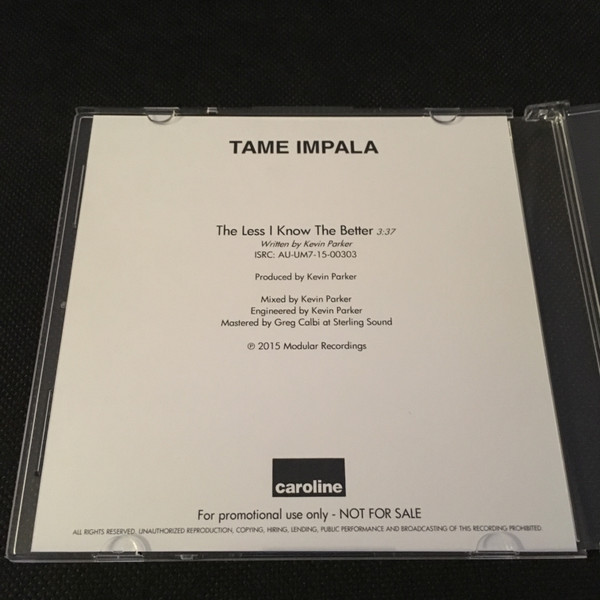 TAME IMPALA
The Less I Know The Better 3:37
Written by Kevin Parker
ISRC: AU-UM7-15-00303
Produced by Kevin Parker
Mixed by Kevin Parker
Engineered by Kevin Parker
Mastered by Greg Calbi at Sterling Sound
℗ 2015 Modular Recordings
caroline
For promotional use only - NOT FOR SALE
ALL RIGHTS RESERVED. UNAUTHORIZED REPRODUCTION, COPYING, HIRING, LENDING, PUBLIC PERFORMANCE AND BROADCASTING OF THIS RECORDING PROHIBITED.